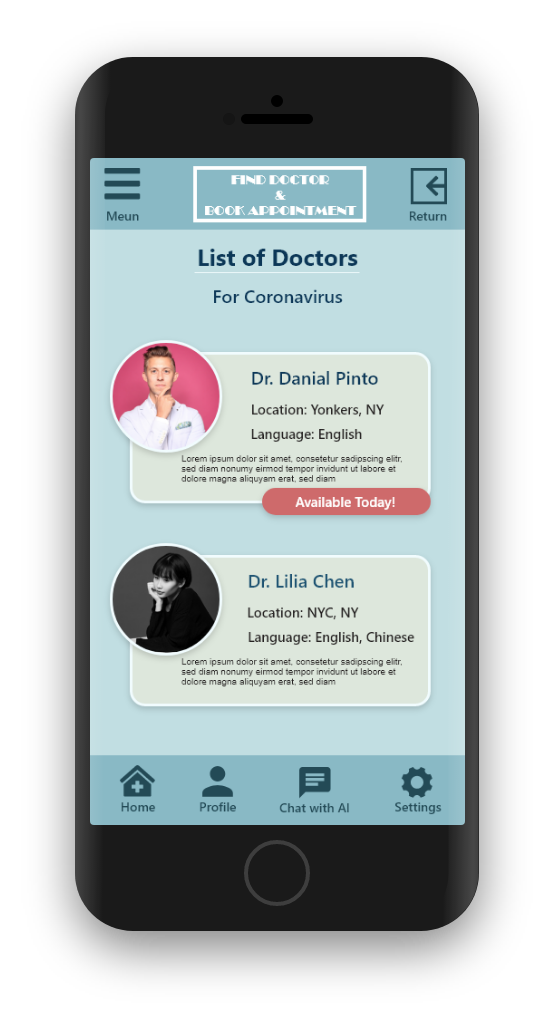 FIND DOCTOR
&
BOOK APPOINTMENT
Meun
Return
List of Doctors
For Coronavirus
Dr. Danial Pinto
Location: Yonkers, NY
Language: English
Lorem ipsum dolor sit amet, consetetur sadipscing elitr,
sed diam nonumy eirmod tempor invidunt ut labore et
dolore magna aliquyam erat, sed diam
Available Today!
Dr. Lilia Chen
Location: NYC, NY
Language: English, Chinese
Lorem ipsum dolor sit amet, consetetur sadipscing elitr,
sed diam nonumy eirmod tempor invidunt ut labore et
dolore magna aliquyam erat, sed diam
Home
Profile
Chat with AI
Settings